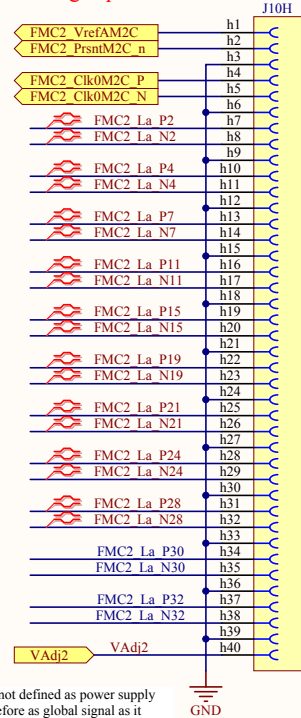 J10H
FMC2_VrefAM2C h1
FMC2_PrsntM2C_n h2
h3
FMC2_Clk0M2C_P h4
FMC2_Clk0M2C_N h5
h6
FMC2_La_P2 h7
FMC2_La_N2 h8
h9
FMC2_La_P4 h10
FMC2_La_N4 h11
h12
FMC2_La_P7 h13
FMC2_La_N7 h14
h15
FMC2_La_P11 h16
FMC2_La_N11 h17
h18
FMC2_La_P15 h19
FMC2_La_N15 h20
h21
FMC2_La_P19 h22
FMC2_La_N19 h23
h24
FMC2_La_P21 h25
FMC2_La_N21 h26
h27
FMC2_La_P24 h28
FMC2_La_N24 h29
h30
FMC2_La_P28 h31
FMC2_La_N28 h32
h33
FMC2_La_P30 h34
FMC2_La_N30 h35
h36
FMC2_La_P32 h37
FMC2_La_N32 h38
h39
VAdj2 VAdj2 h40
not defined as power supply
efore as global signal as it
GND